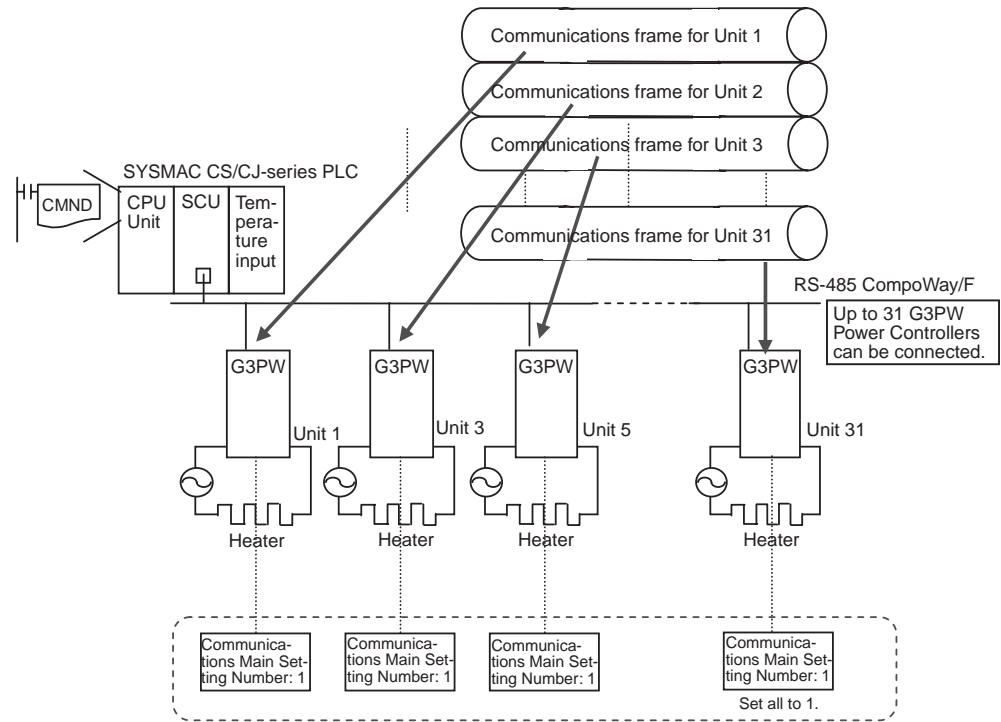 Communications frame for Unit 1
Communications frame for Unit 2
Communications frame for Unit 3
Communications frame for Unit 31
SYSMAC CS/CJ-series PLC
CMND
CPU
Unit
SCU
Tem-
pera-
ture
input
RS-485 CompoWay/F
Up to 31 G3PW
Power Controllers
can be connected.
G3PW
G3PW
G3PW
G3PW
Unit 1
Unit 3
Unit 5
Unit 31
Heater
Heater
Heater
Heater
Communica-
tions Main Set-
ting Number: 1
Communica-
tions Main Set-
ting Number: 1
Communica-
tions Main Set-
ting Number: 1
Communica-
tions Main Set-
ting Number: 1
Set all to 1.